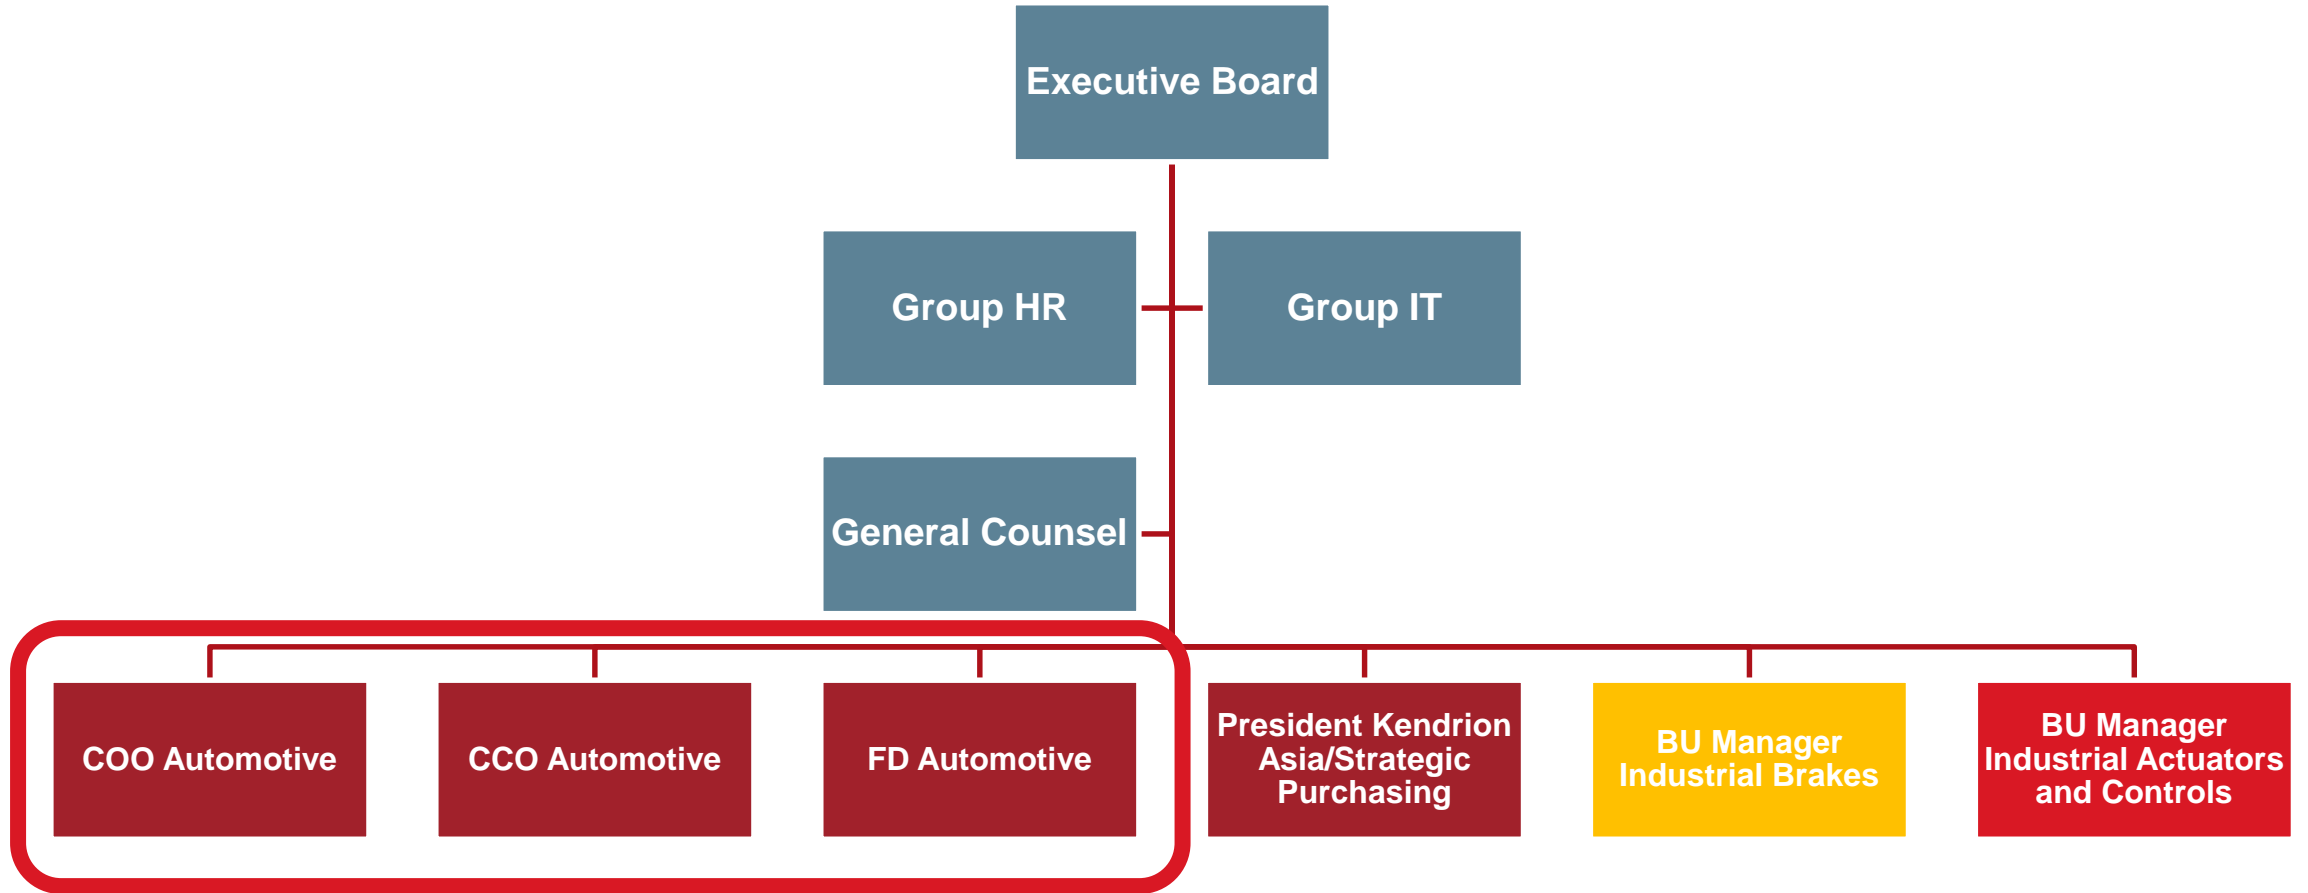 Executive Board
Group HR
Group IT
General Counsel
COO Automotive
CCO Automotive
FD Automotive
President Kendrion
Asia/Strategic
Purchasing
BU Manager
Industrial Brakes
BU Manager
Industrial Actuators
and Controls